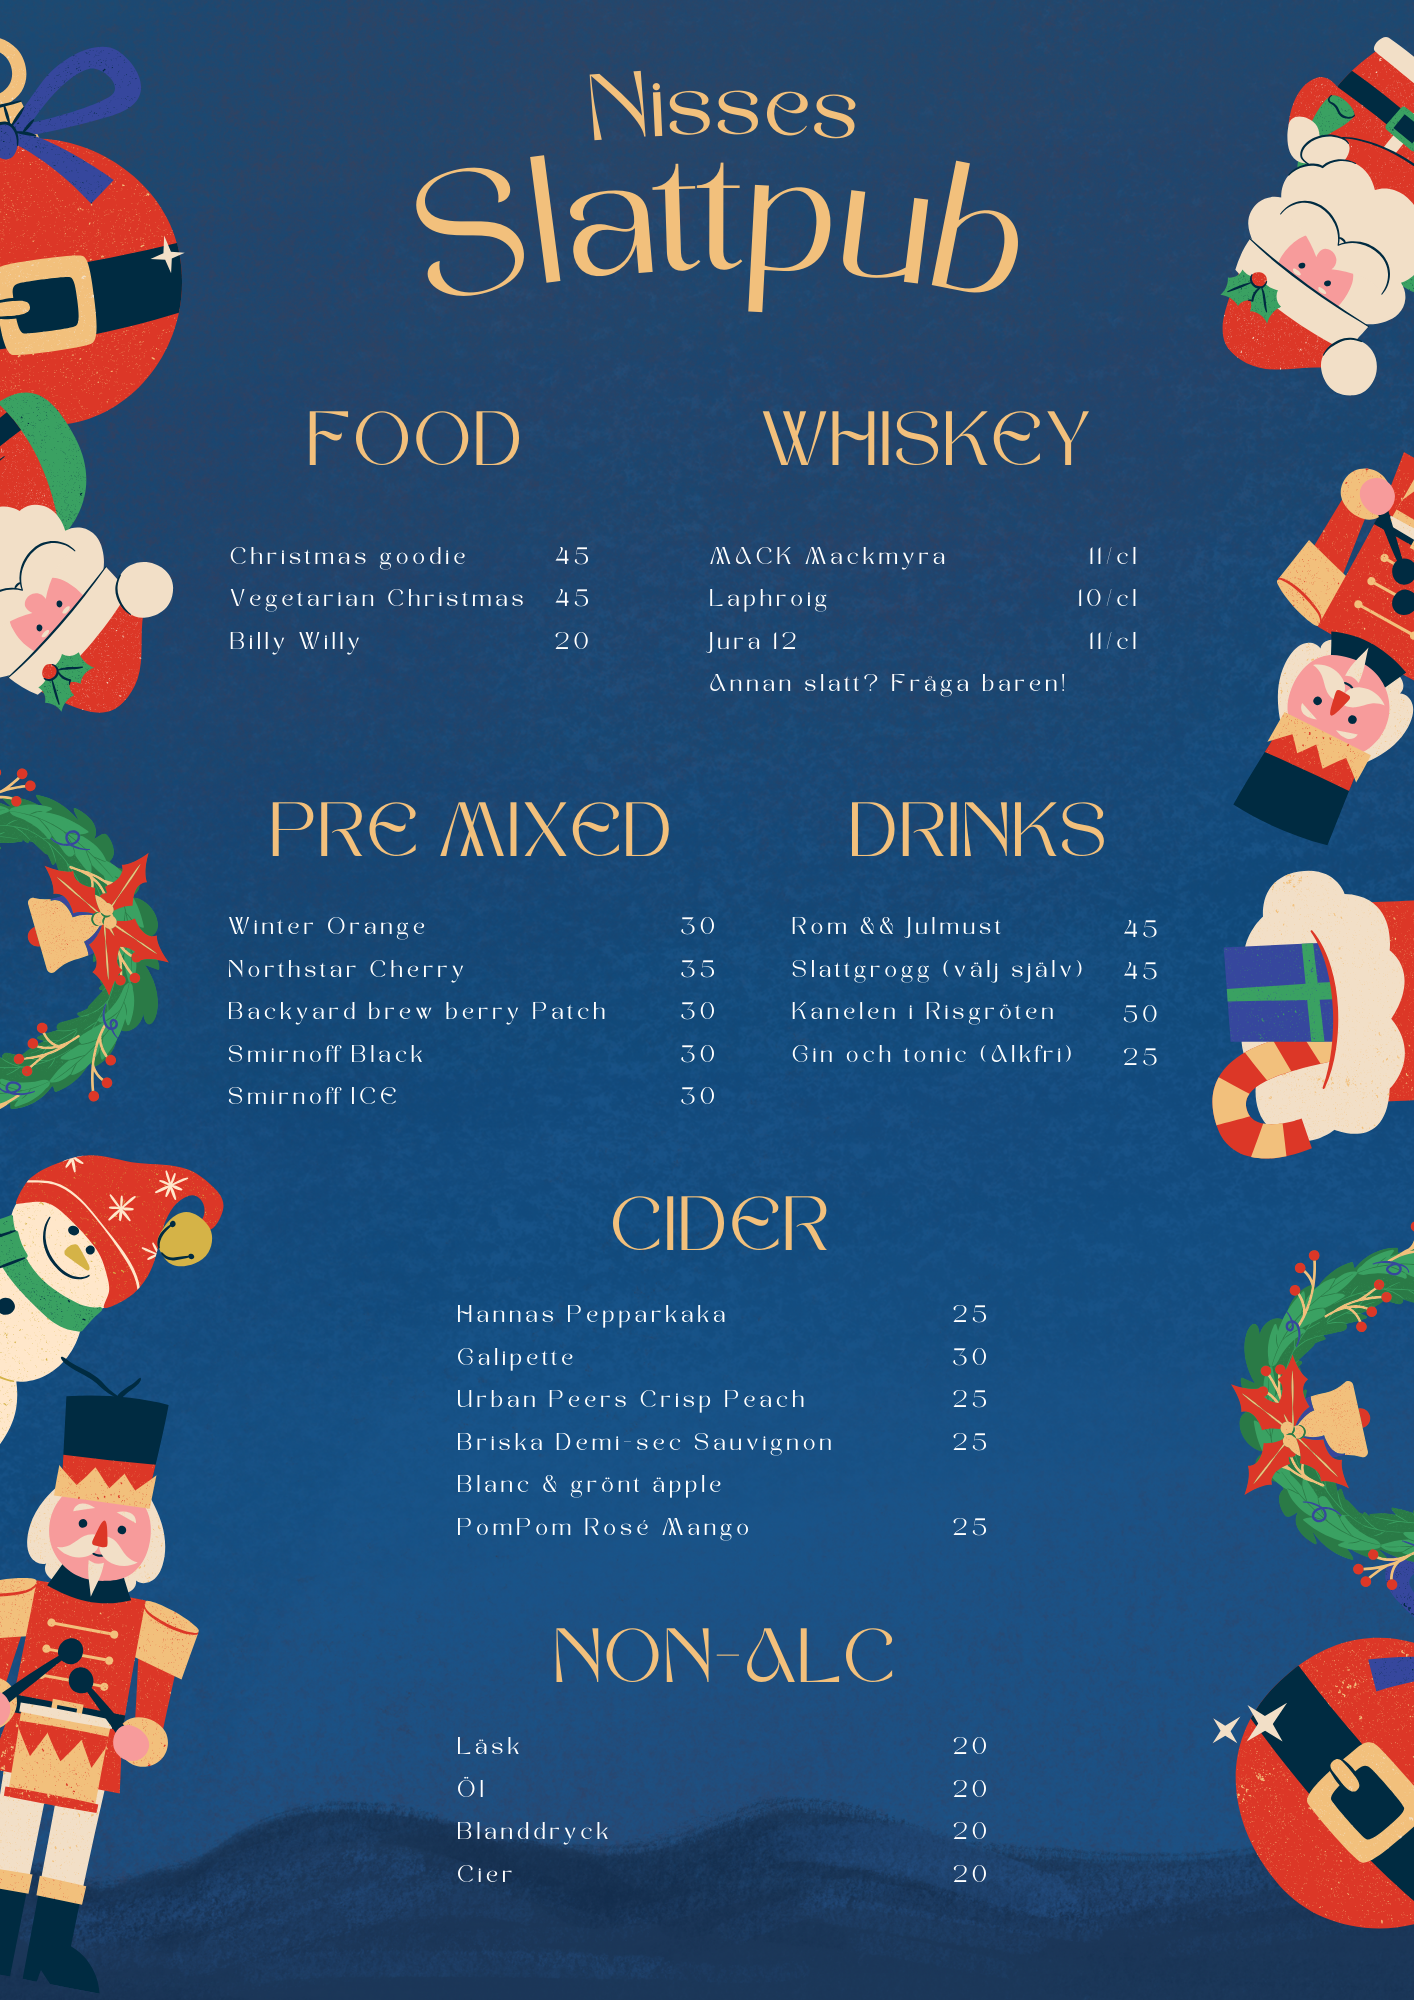 Nisses
Slattpub
FOOD
Christmas goodie 45
Vegetarian Christmas 45
Billy Willy 20
WHISKEY
MACK Mackmyra 11/cl
Laphroig 10/cl
Jura 12 11/cl
Annan slatt? Fråga baren!
PRE MIXED
Winter Orange 30
Northstar Cherry 35
Backyard brew berry Patch 30
Smirnoff Black 30
Smirnoff ICE 30
DRINKS
Rom && Julmust 45
Slattgrogg (välj själv) 45
Kanelen i Risgröten 50
Gin och tonic (Alkfri) 25
CIDER
Hannas Pepparkaka 25
Galipette 30
Urban Peers Crisp Peach 25
Briska Demi-sec Sauvignon 25
Blanc & grönt äpple
PomPom Rosé Mango 25
NON-ALC
Läsk 20
Öl 20
Blanddryck 20
Cier 20